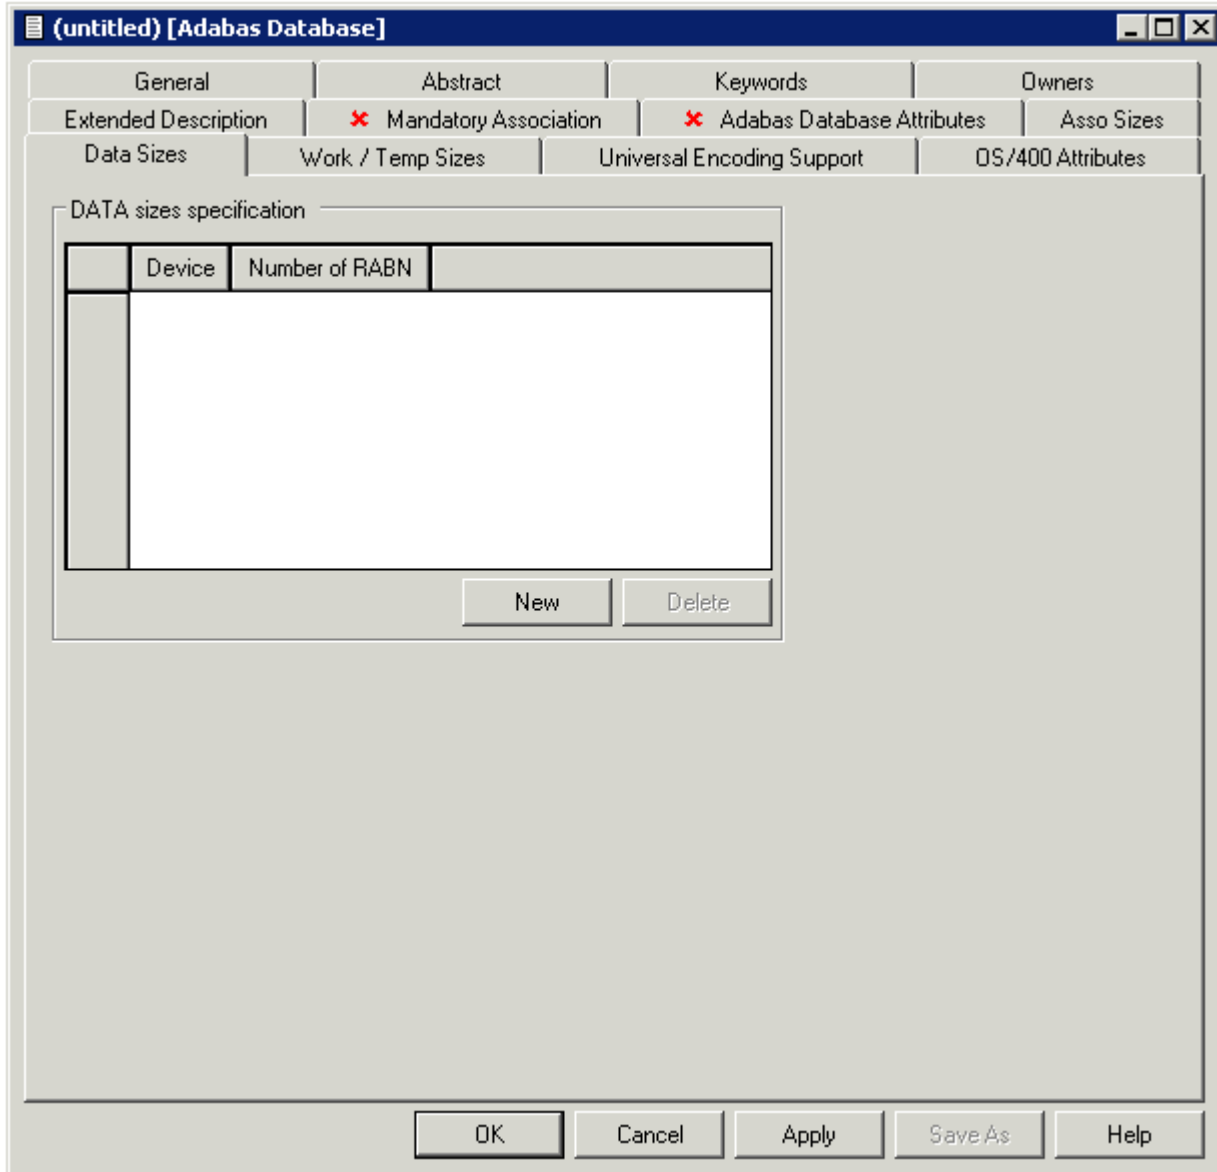 (untitled) [Adabas Database]
General Abstract Keywords Owners
Extended Description Mandatory Association Adabas Database Attributes Asso Sizes
Data Sizes Work / Temp Sizes Universal Encoding Support OS/400 Attributes
DATA sizes specification
Device Number of RABN
New Delete
OK Cancel Apply Save As Help